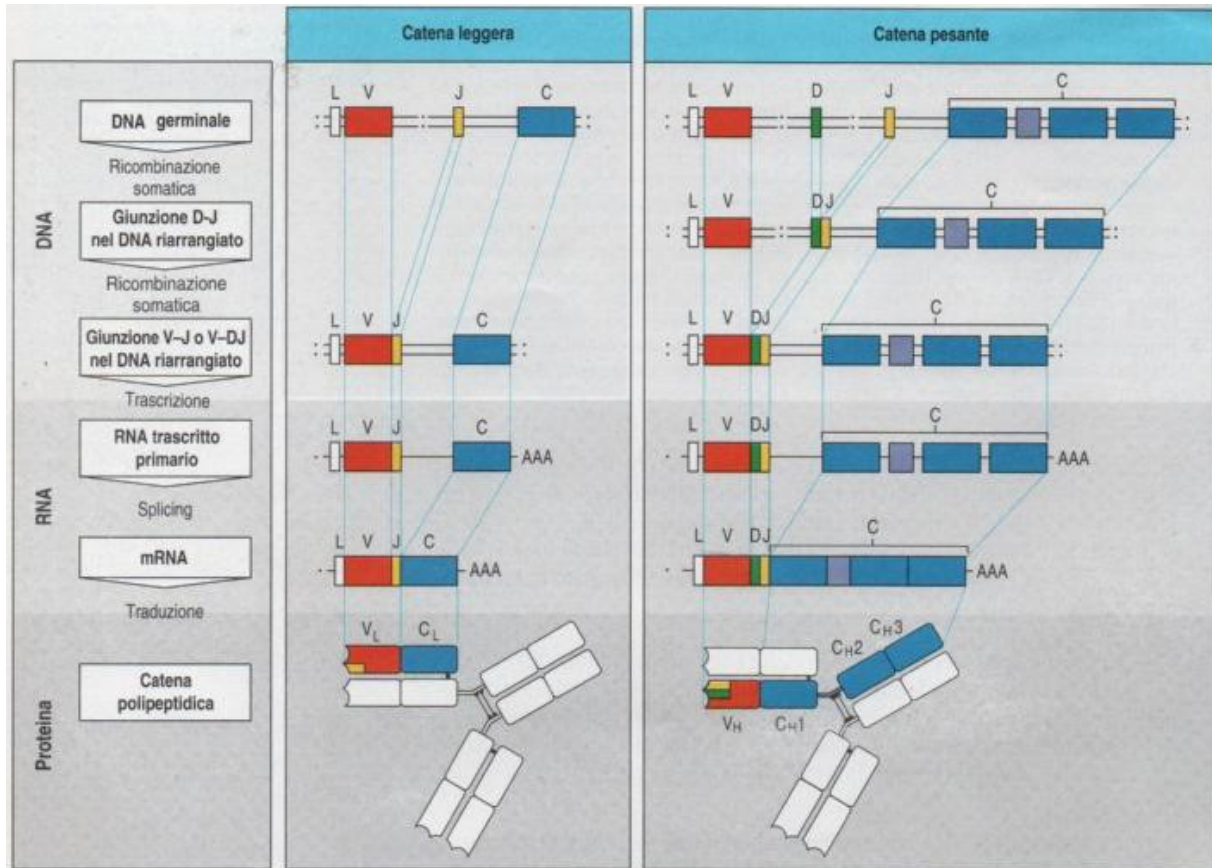 Catena leggera
Catena pesante
DNA
RNA
Proteina
DNA germinale
Ricombinazione
somatica
Giunzione D-J
nel DNA riarrangiato
Ricombinazione
somatica
Giunzione V–J o V–DJ
nel DNA riarrangiato
Trascrizione
RNA trascritto
primario
Splicing
mRNA
Traduzione
Catena
polipeptidica
L V J C
L V J C
L V J C
AAA
L V J C
AAA
VL CL
L V D J C
L V DJ C
L V DJ C
L V DJ C
AAA
L V DJ C
AAA
CH2 CH3
VH CH1